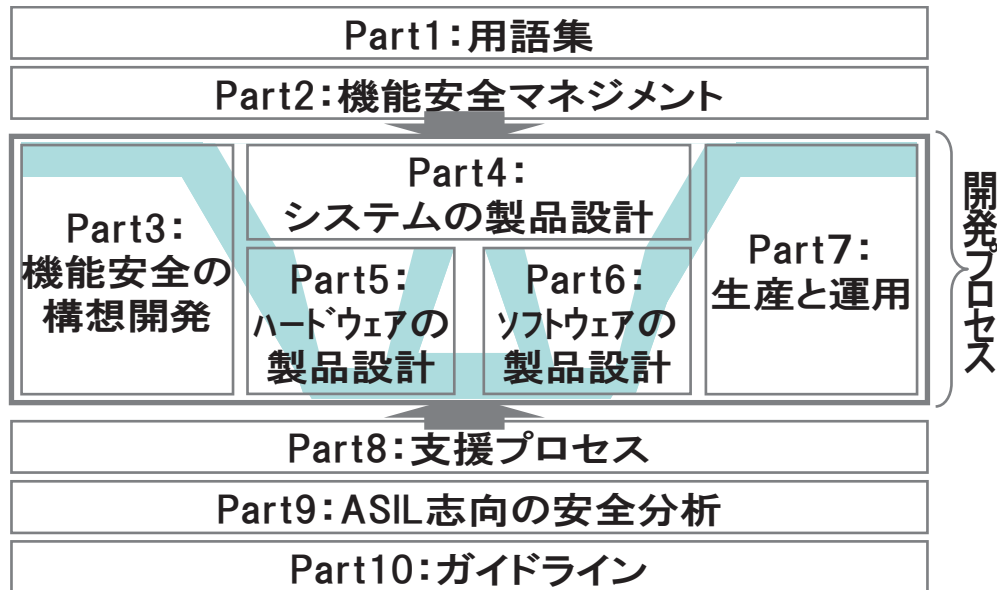 Part1：用語集
Part2：機能安全マネジメント
Part3：
機能安全の
構想開発
Part4：
システムの製品設計
Part5：
ﾊｰﾄﾞｳｪｱの
製品設計
Part6：
ｿﾌﾄｳｪｱの
製品設計
Part7：
生産と運用
開発プロセス
Part8：支援プロセス
Part9：ASIL志向の安全分析
Part10：ガイドライン